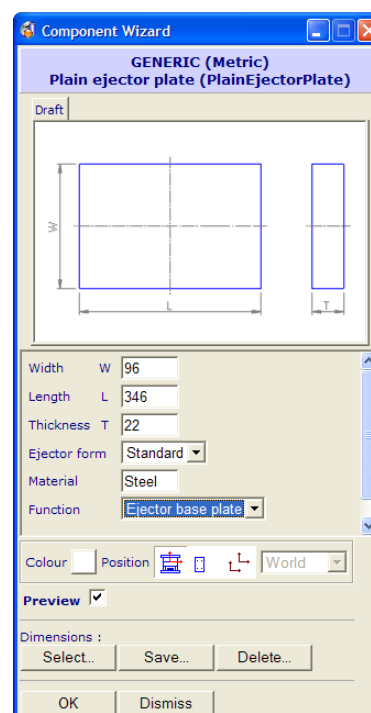 Component Wizard
GENERIC (Metric)
Plain ejector plate (PlainEjectorPlate)
Draft
W
L
T
Width W 96
Length L 346
Thickness T 22
Ejector form Standard
Material Steel
Function Ejector base plate
Colour Position World
Preview
Dimensions :
Select... Save... Delete...
OK Dismiss